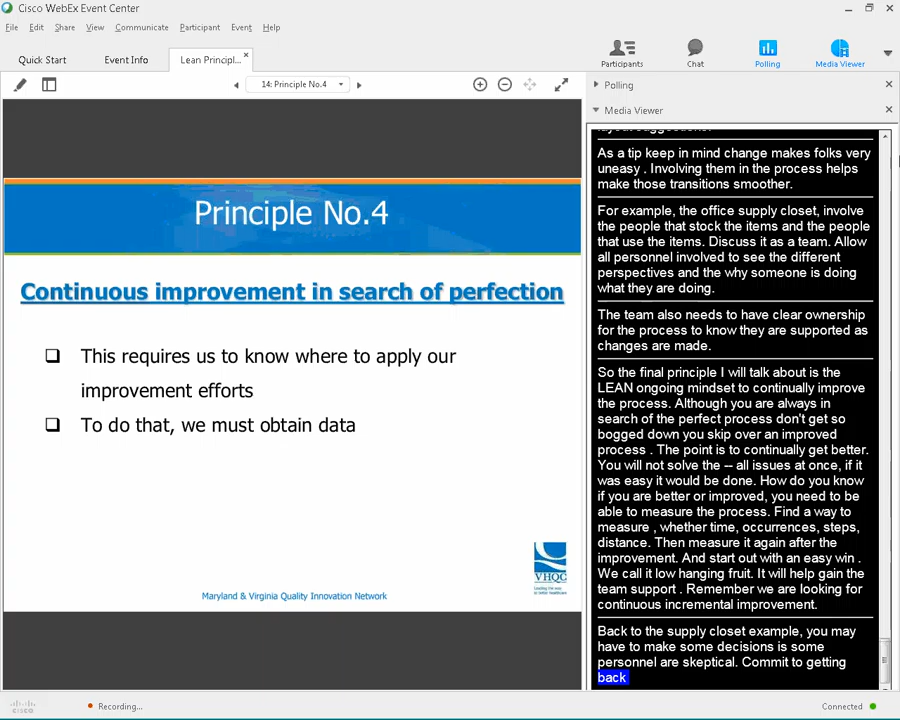 Cisco WebEx Event Center
File Edit Share View Communicate Participant Event Help
Quick Start Event Info Lean Principl...
Participants Chat Polling Media Viewer
14: Principle No.4
Polling
Media Viewer
Principle No.4
Continuous improvement in search of perfection
This requires us to know where to apply our
improvement efforts
To do that, we must obtain data
VHQC
Maryland & Virginia Quality Innovation Network
layout suggestions.
As a tip keep in mind change makes folks very
uneasy . Involving them in the process helps
make those transitions smoother.
For example, the office supply closet, involve
the people that stock the items and the people
that use the items. Discuss it as a team. Allow
all personnel involved to see the different
perspectives and the why someone is doing
what they are doing.
The team also needs to have clear ownership
for the process to know they are supported as
changes are made.
So the final principle I will talk about is the
LEAN ongoing mindset to continually improve
the process. Although you are always in
search of the perfect process don't get so
bogged down you skip over an improved
process . The point is to continually get better.
You will not solve the -- all issues at once, if it
was easy it would be done. How do you know
if you are better or improved, you need to be
able to measure the process. Find a way to
measure , whether time, occurrences, steps,
distance. Then measure it again after the
improvement. And start out with an easy win .
We call it low hanging fruit. It will help gain the
team support . Remember we are looking for
continuous incremental improvement.
Back to the supply closet example, you may
have to make some decisions is some
personnel are skeptical. Commit to getting
back
cisco
Recording...
Connected